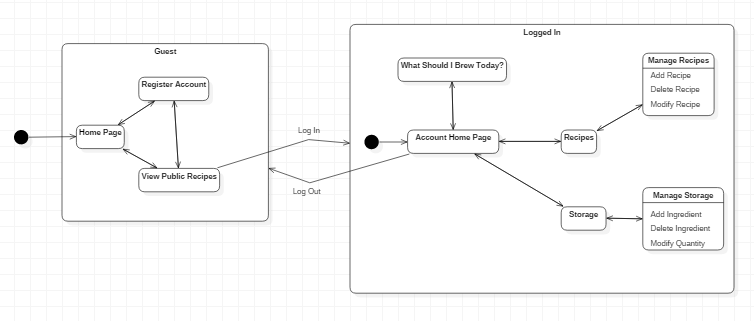 Guest
Register Account
Home Page
View Public Recipes
Log In
Log Out
Logged In
What Should I Brew Today?
Account Home Page
Recipes
Manage Recipes
Add Recipe
Delete Recipe
Modify Recipe
Storage
Manage Storage
Add Ingredient
Delete Ingredient
Modify Quantity